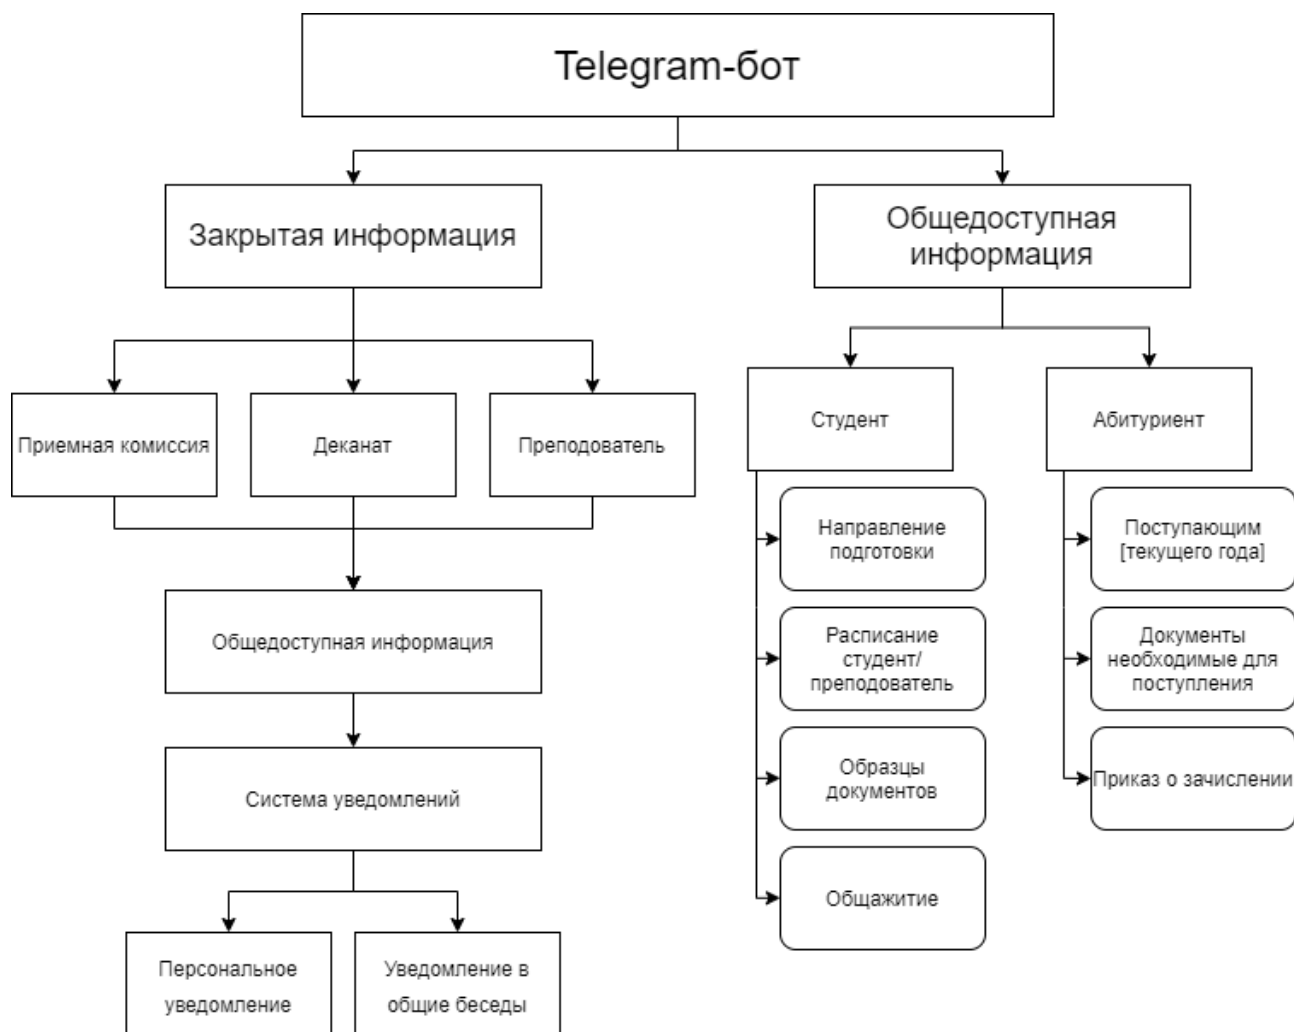 Telegram-бот
Закрытая информация
Общедоступная
информация
Приемная комиссия
Деканат
Преподователь
Общедоступная информация
Система уведомлений
Персональное
уведомление
Уведомление в
общие беседы
Студент
Направление
подготовки
Расписание
студент/
преподователь
Образцы
документов
Общажитие
Абитуриент
Поступающим
[текущего года]
Документы
необходимые для
поступления
Приказ о зачислении